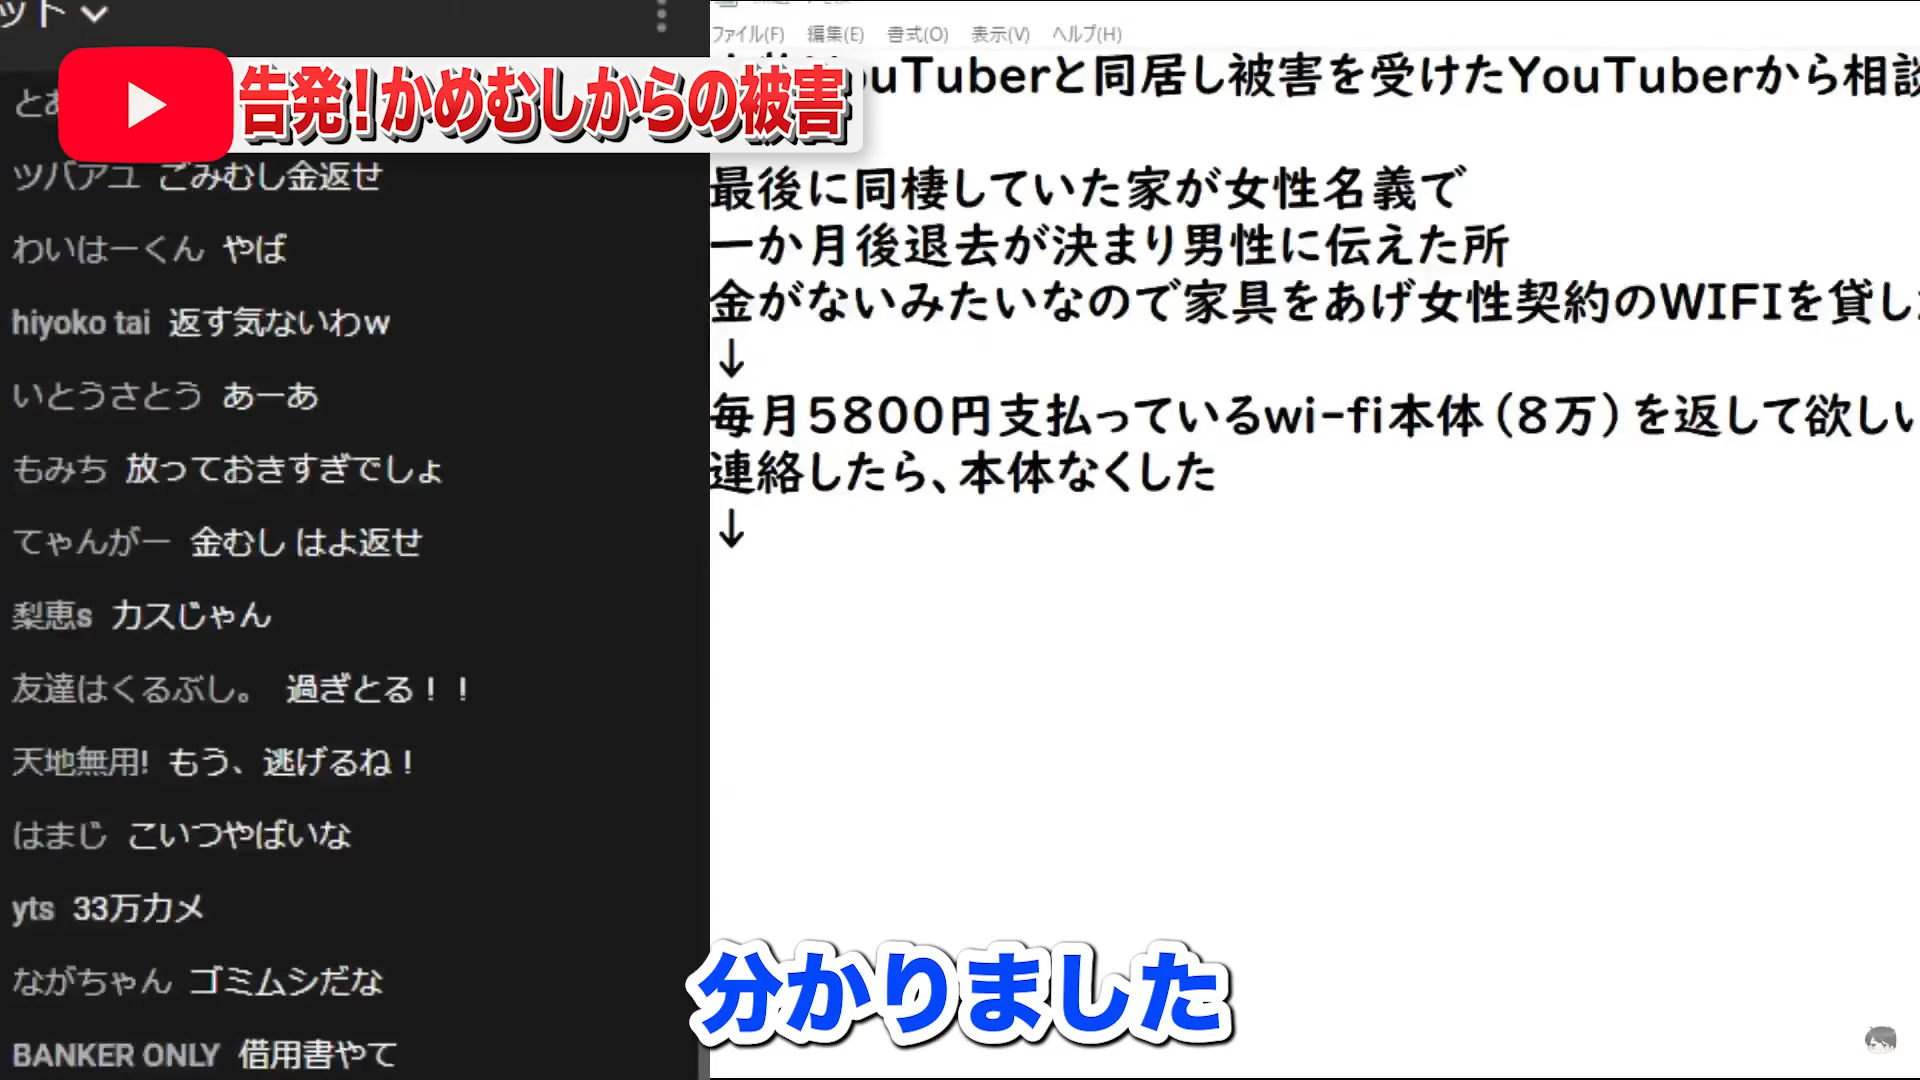 ット
告発！かめむしからの被害
ツバアユ ごみむし金返せ
わいはーくん やば
hiyoko tai 返す気ないわw
いとうさとう あーあ
もみち 放っておきすぎでしょ
てゃんがー 金むし はよ返せ
梨恵s カスじゃん
友達はくるぶし。 過ぎとる！！
天地無用! もう、逃げるね！
はまじ こいつやばいな
yts 33万カメ
ながちゃん ゴミムシだな
BANKER ONLY 借用書やて
ファイル(F) 編集(E) 書式(O) 表示(V) ヘルプ(H)
YouTuberと同居し被害を受けたYouTuberから相談
最後に同棲していた家が女性名義で
一か月後退去が決まり男性に伝えた所
金がないみたいなので家具をあげ女性契約のWIFIを貸し
↓
毎月5800円支払っているwi-fi本体（8万）を返して欲しい
連絡したら、本体なくした
↓
分かりました